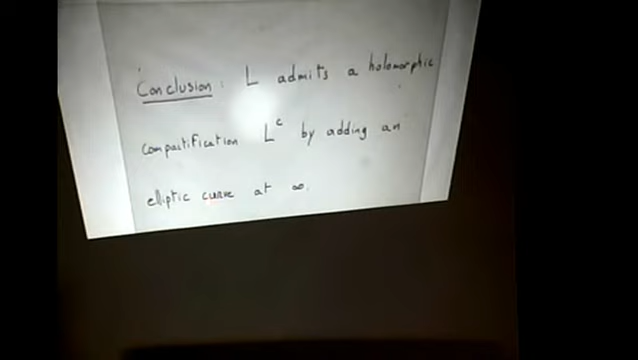 Conclusion : L admits a holomorphic
compactification L^c by adding an
elliptic curve at ∞.